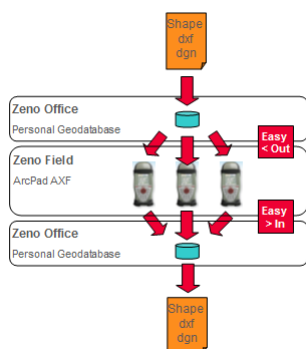 Shape
dxf
dgn
Zeno Office
Personal Geodatabase
Easy
< Out
Zeno Field
ArcPad AXF
Easy
> In
Zeno Office
Personal Geodatabase
Shape
dxf
dgn